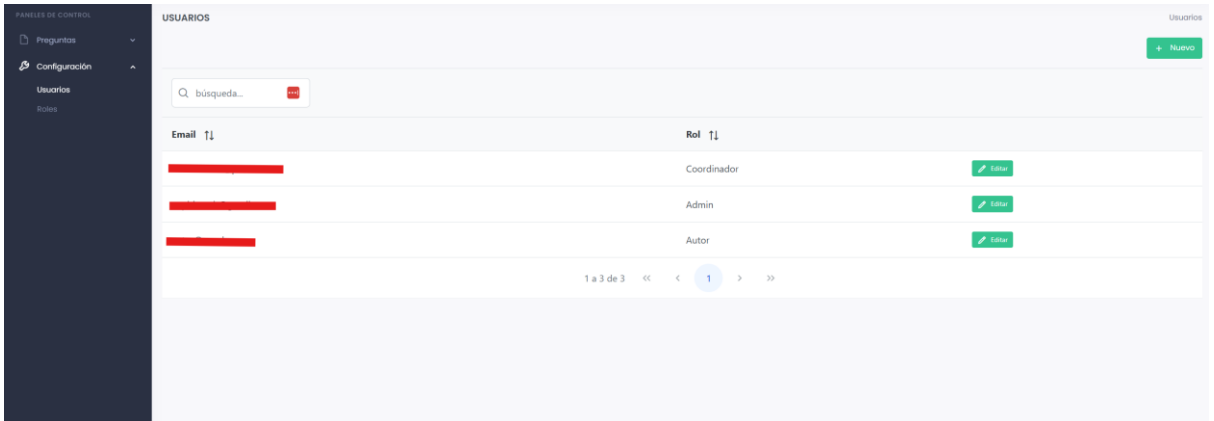 PANELES DE CONTROL
Preguntas
Configuración
Usuarios
Roles
USUARIOS
Usuarios
+ Nuevo
búsqueda...
Email Rol
Coordinador Editar
Admin Editar
Autor Editar
1 a 3 de 3 << < 1 > >>